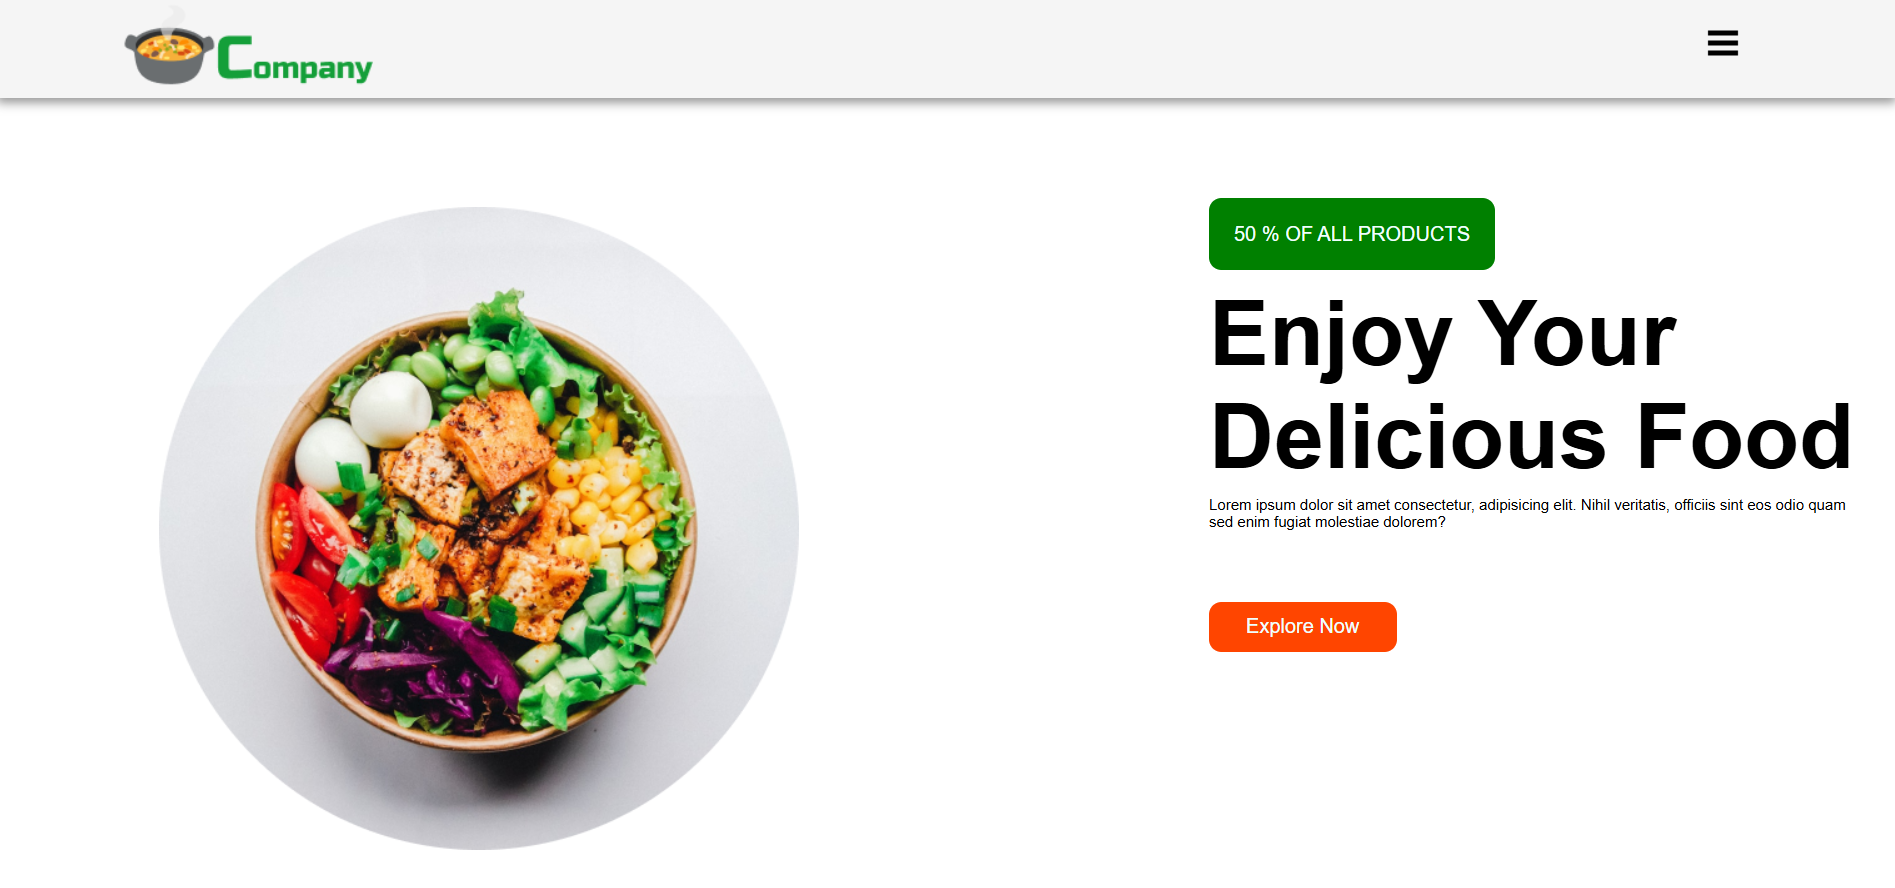 Company
50 % OF ALL PRODUCTS
Enjoy Your
Delicious Food
Lorem ipsum dolor sit amet consectetur, adipisicing elit. Nihil veritatis, officiis sint eos odio quam
sed enim fugiat molestiae dolorem?
Explore Now